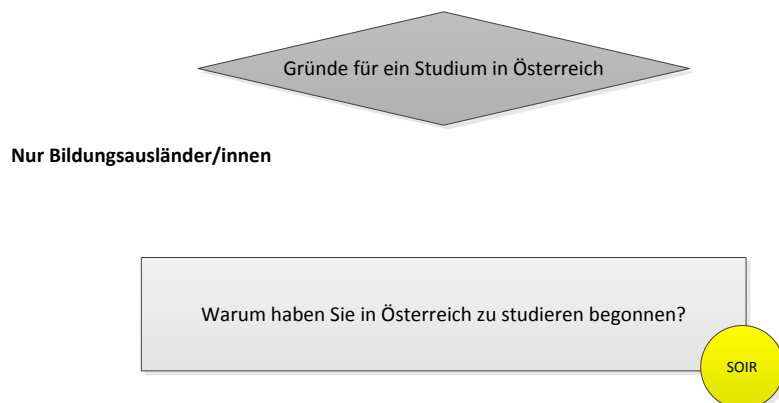 Gründe für ein Studium in Österreich
Nur Bildungsausländer/innen
Warum haben Sie in Österreich zu studieren begonnen?
SOIR